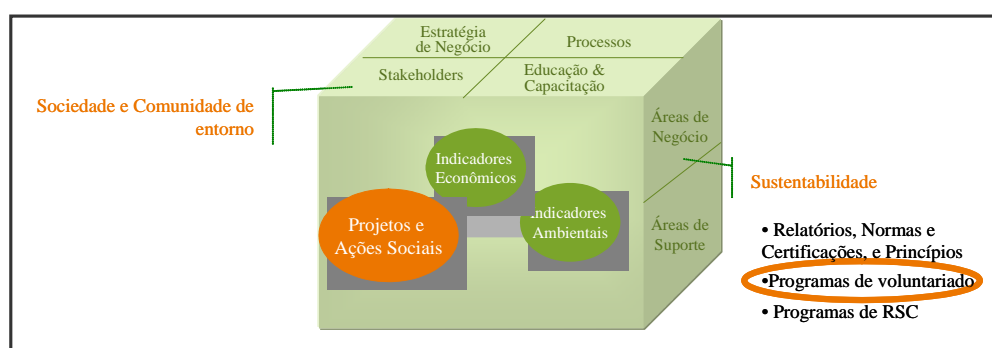 Estratégia
de Negócio
Processos
Stakeholders
Educação &
Capacitação
Sociedade e Comunidade de
entorno
Áreas de
Negócio
Indicadores
Econômicos
Sustentabilidade
Projetos e
Ações Sociais
Indicadores
Ambientais
Áreas de
Suporte
• Relatórios, Normas e
Certificações, e Princípios
•Programas de voluntariado
• Programas de RSC